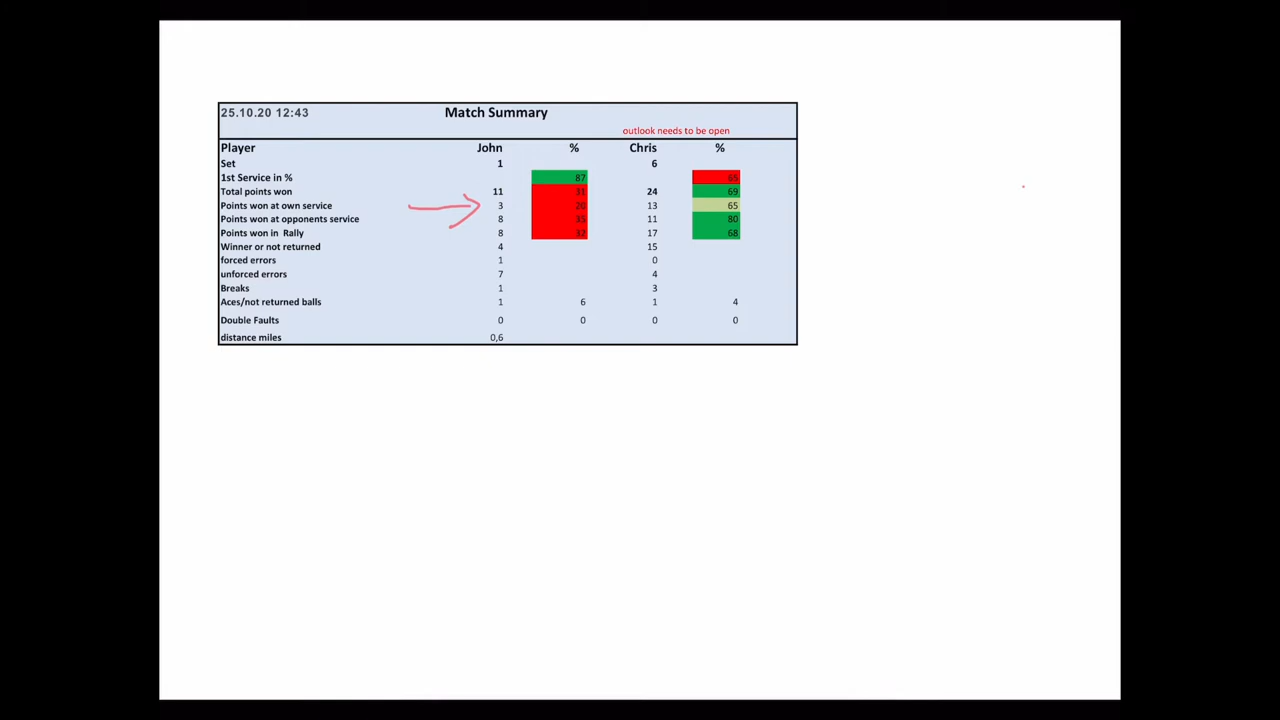 25.10.20 12:43 Match Summary
outlook needs to be open
Player John % Chris %
Set 1 6
1st Service in % 87 65
Total points won 11 31 24 69
Points won at own service 3 20 13 65
Points won at opponents service 8 35 11 80
Points won in Rally 8 32 17 68
Winner or not returned 4 15
forced errors 1 0
unforced errors 7 4
Breaks 1 3
Aces/not returned balls 1 6 1 4
Double Faults 0 0 0 0
distance miles 0,6